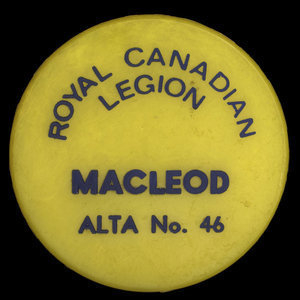 ROYAL CANADIAN
LEGION
MACLEOD
ALTA No. 46